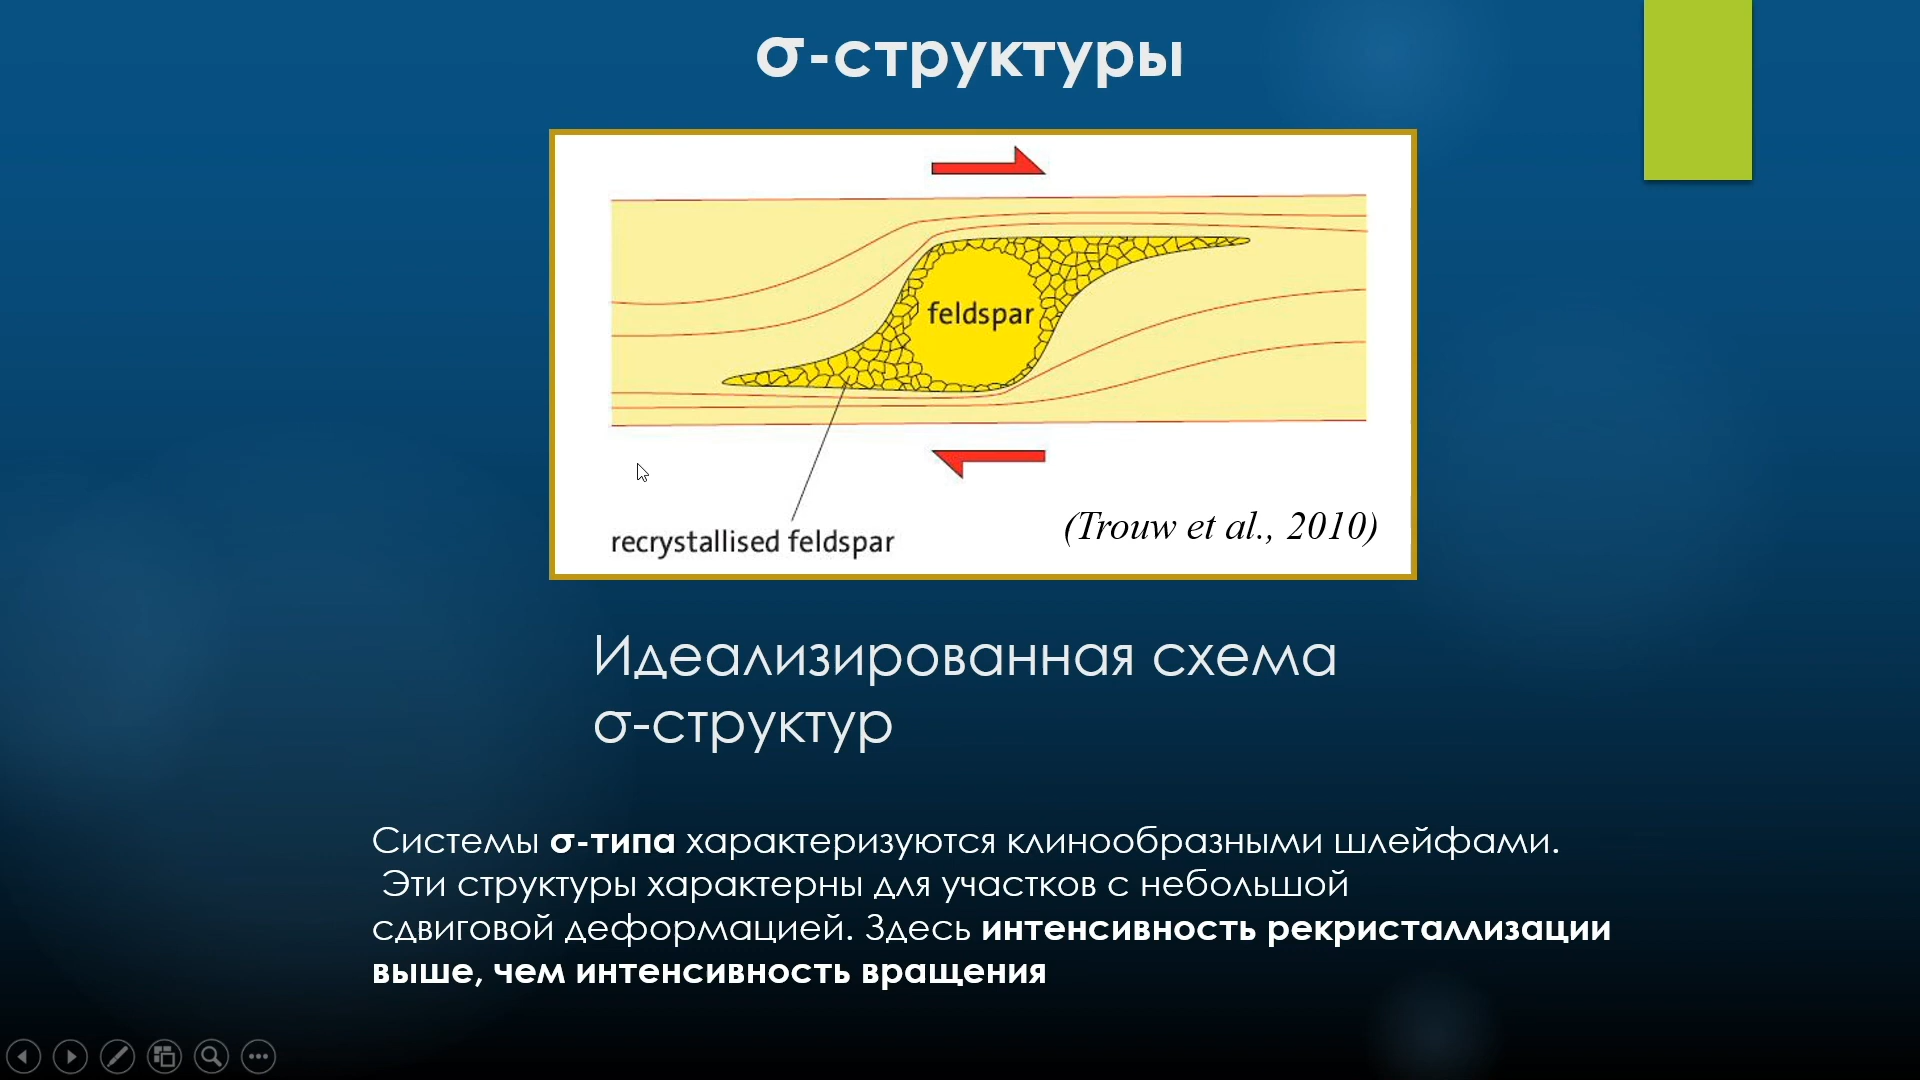 σ-структуры
feldspar
recrystallised feldspar
(Trouw et al., 2010)
Идеализированная схема
σ-структур
Системы σ-типа характеризуются клинообразными шлейфами.
Эти структуры характерны для участков с небольшой
сдвиговой деформацией. Здесь интенсивность рекристаллизации
выше, чем интенсивность вращения